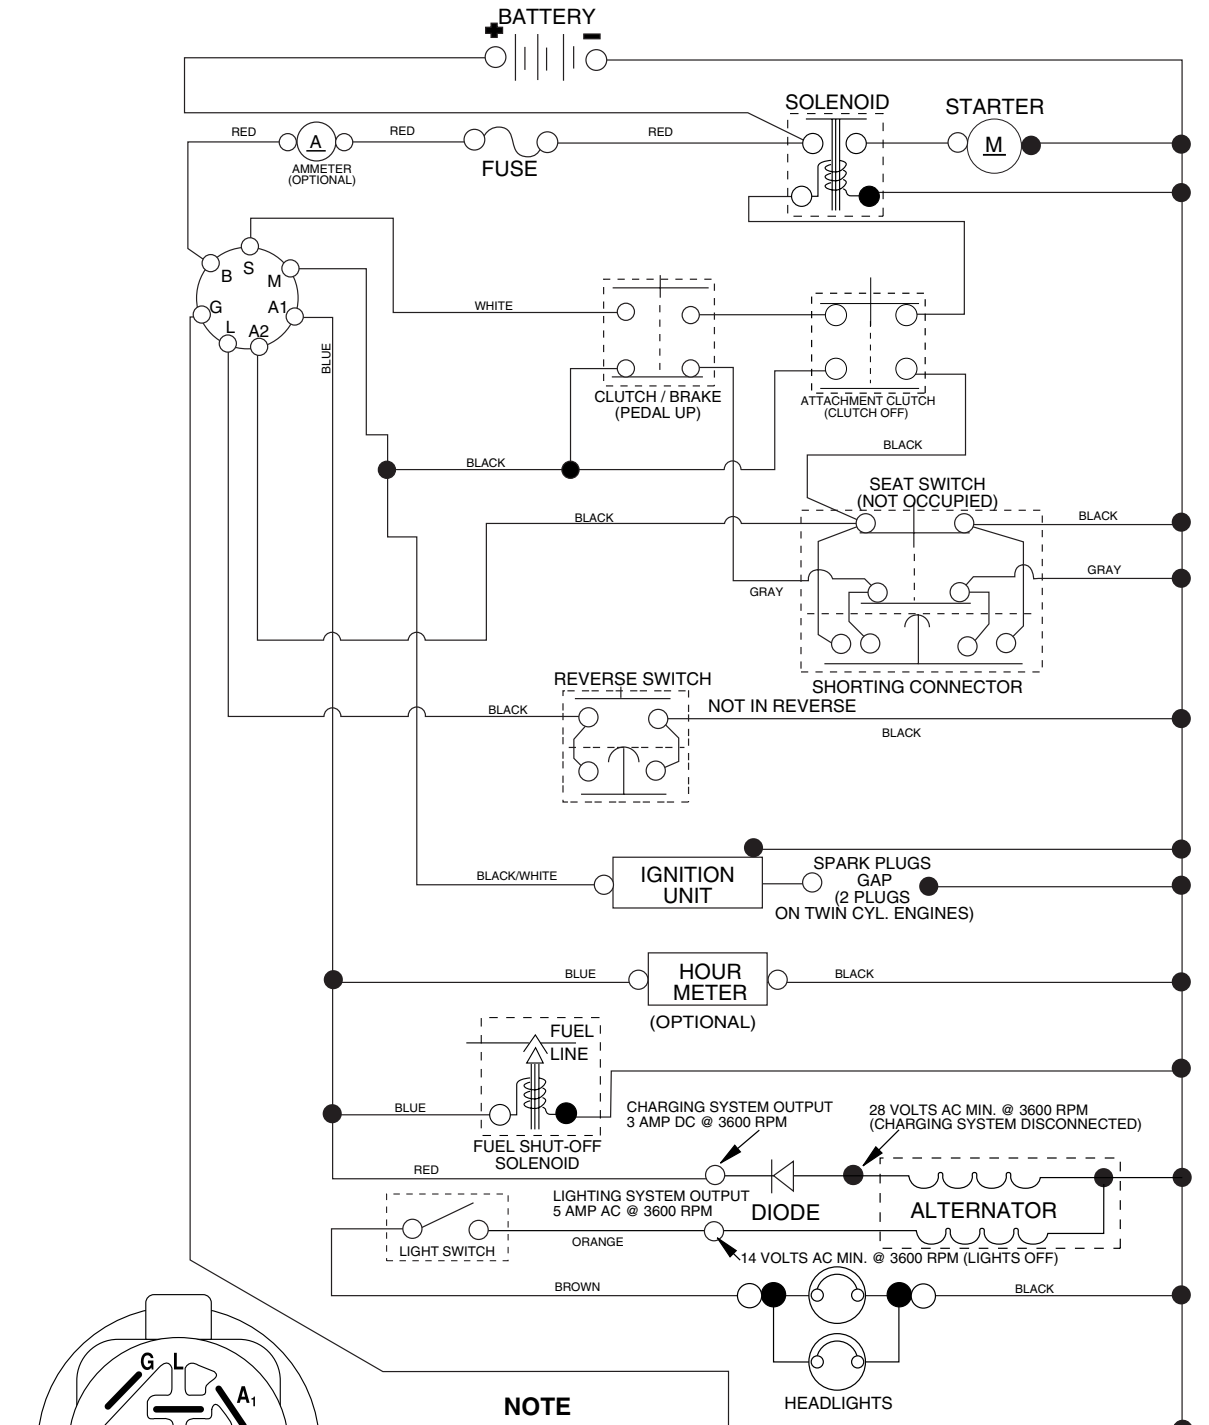 BATTERY
+ −
SOLENOID
STARTER
RED
A
RED
RED
M
AMMETER
(OPTIONAL)
FUSE
B
S
M
G
A1
L
A2
BLUE
WHITE
CLUTCH / BRAKE
(PEDAL UP)
ATTACHMENT CLUTCH
(CLUTCH OFF)
BLACK
BLACK
SEAT SWITCH
(NOT OCCUPIED)
BLACK
BLACK
GRAY
GRAY
SHORTING CONNECTOR
REVERSE SWITCH
BLACK
NOT IN REVERSE
BLACK
BLACK/WHITE
IGNITION
UNIT
SPARK PLUGS
GAP
(2 PLUGS
ON TWIN CYL. ENGINES)
BLUE
HOUR
METER
BLACK
(OPTIONAL)
FUEL
LINE
BLUE
FUEL SHUT-OFF
SOLENOID
CHARGING SYSTEM OUTPUT
3 AMP DC @ 3600 RPM
28 VOLTS AC MIN. @ 3600 RPM
(CHARGING SYSTEM DISCONNECTED)
RED
LIGHTING SYSTEM OUTPUT
5 AMP AC @ 3600 RPM
DIODE
ALTERNATOR
LIGHT SWITCH
ORANGE
14 VOLTS AC MIN. @ 3600 RPM (LIGHTS OFF)
BROWN
BLACK
HEADLIGHTS
G L
A1
NOTE